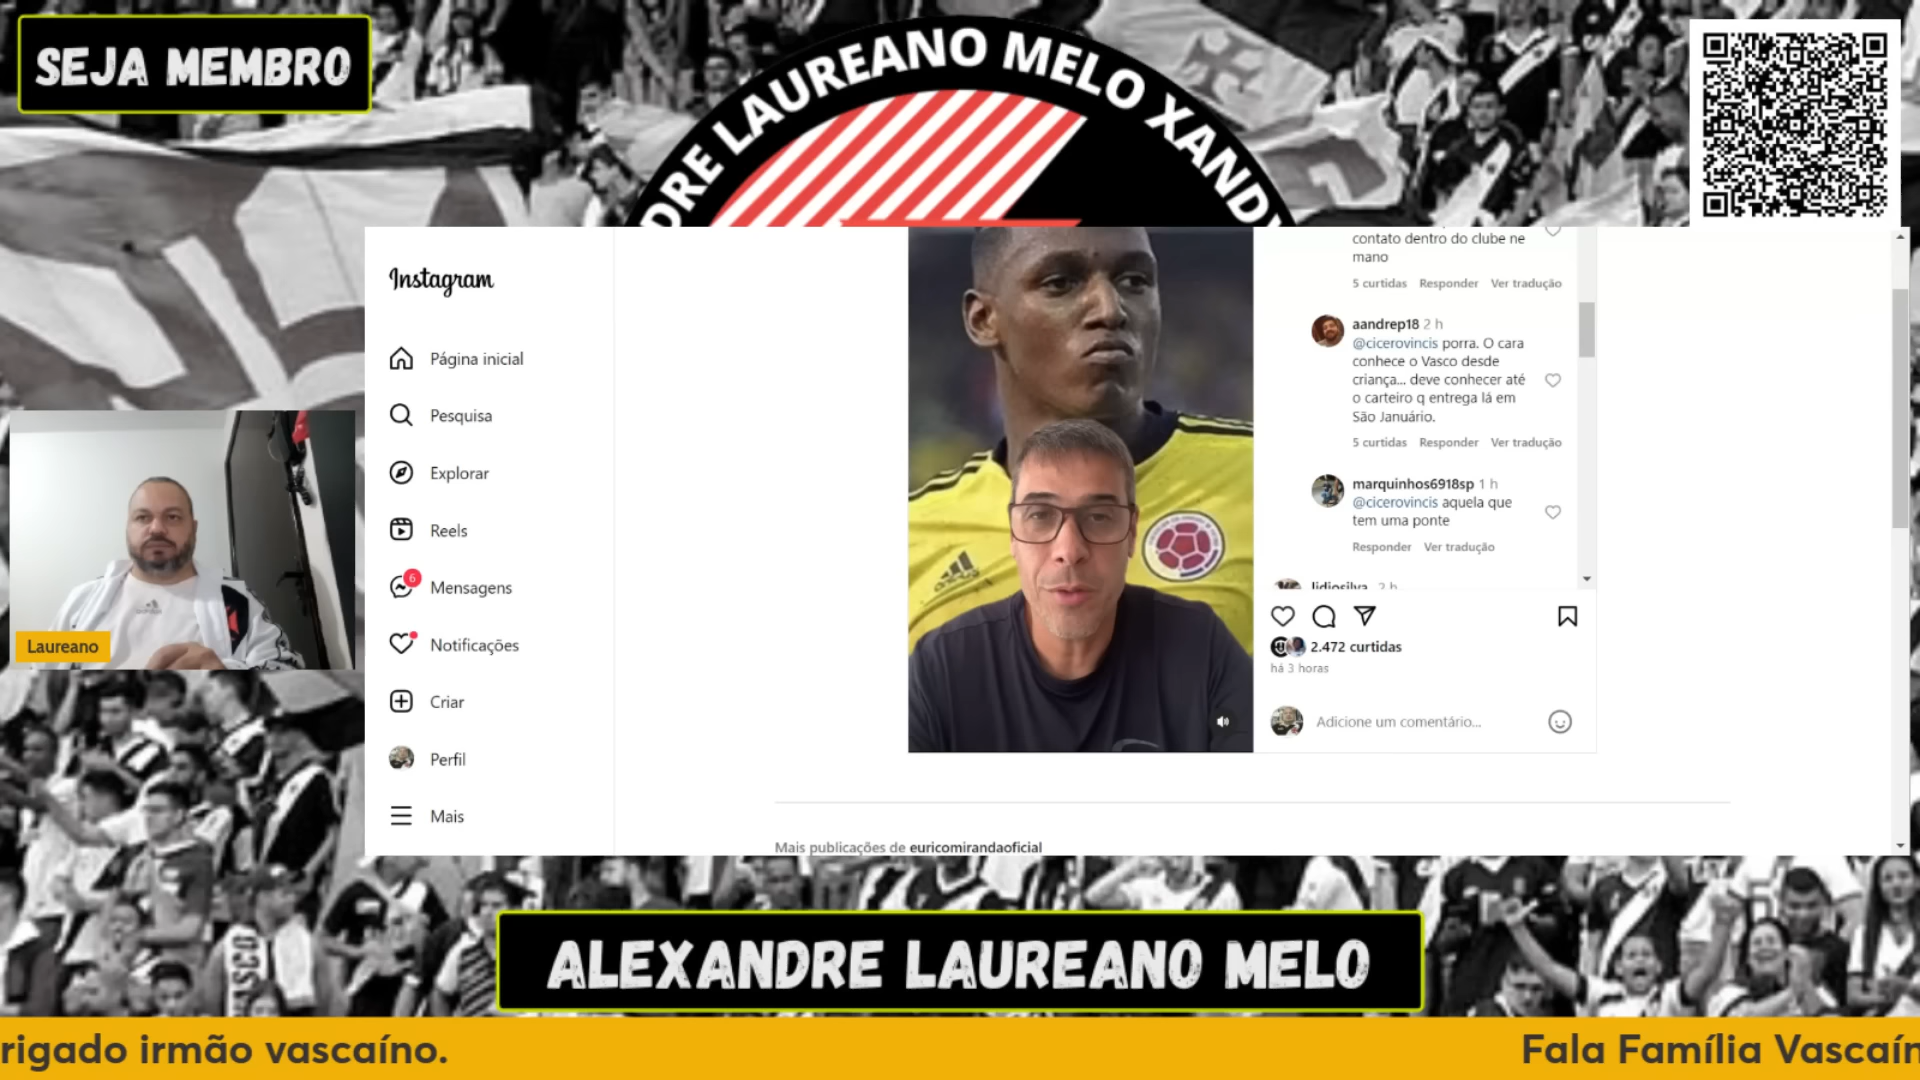 SEJA MEMBRO
DRE LAUREANO MELO XAND
Instagram
Página inicial
Pesquisa
Explorar
Reels
6
Mensagens
Notificações
Criar
Perfil
Mais
contato dentro do clube ne
mano
5 curtidas Responder Ver tradução
aandrep18 2 h
@cicerovincis porra. O cara
conhece o Vasco desde
criança... deve conhecer até
o carteiro q entrega lá em
São Januário.
5 curtidas Responder Ver tradução
marquinhos6918sp 1 h
@cicerovincis aquela que
tem uma ponte
Responder Ver tradução
lidiosilva 2 h
2.472 curtidas
há 3 horas
Adicione um comentário...
Mais publicações de euricomirandaoficial
Laureano
ALEXANDRE LAUREANO MELO
rigado irmão vascaíno.
Fala Família Vascaín